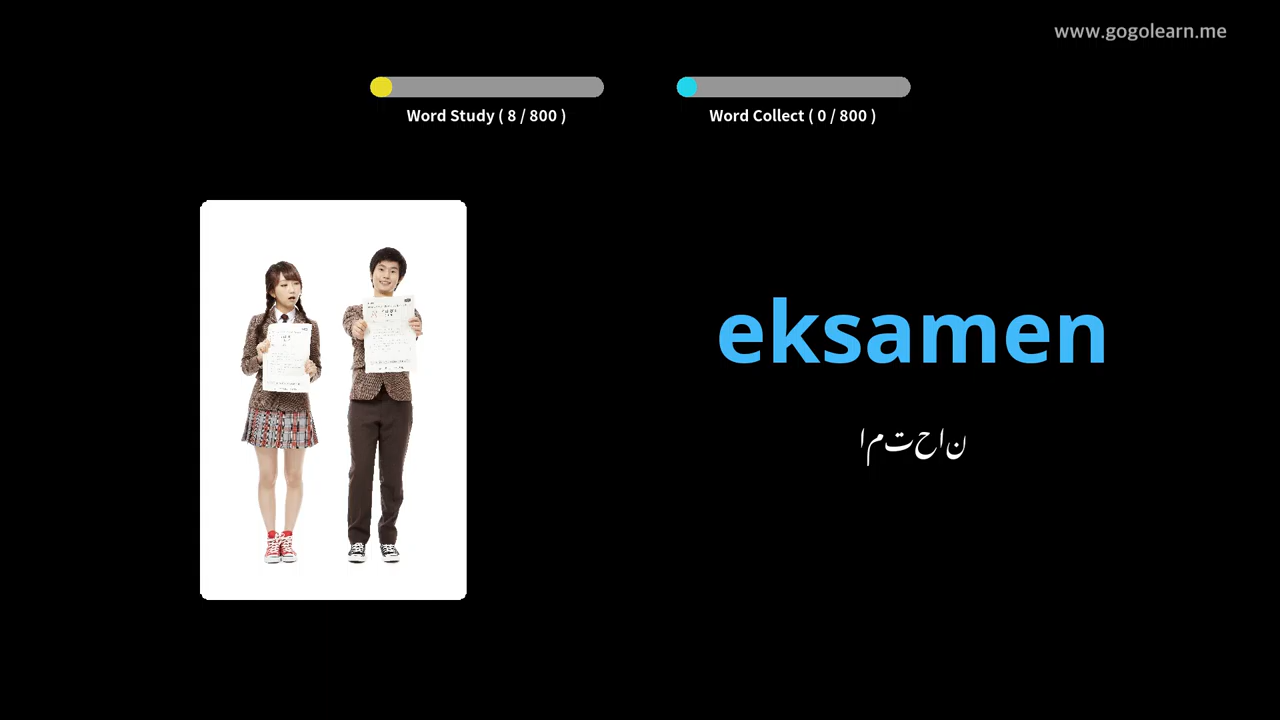 www.gogolearn.me
Word Study ( 8 / 800 )
Word Collect ( 0 / 800 )
eksamen
امتحان